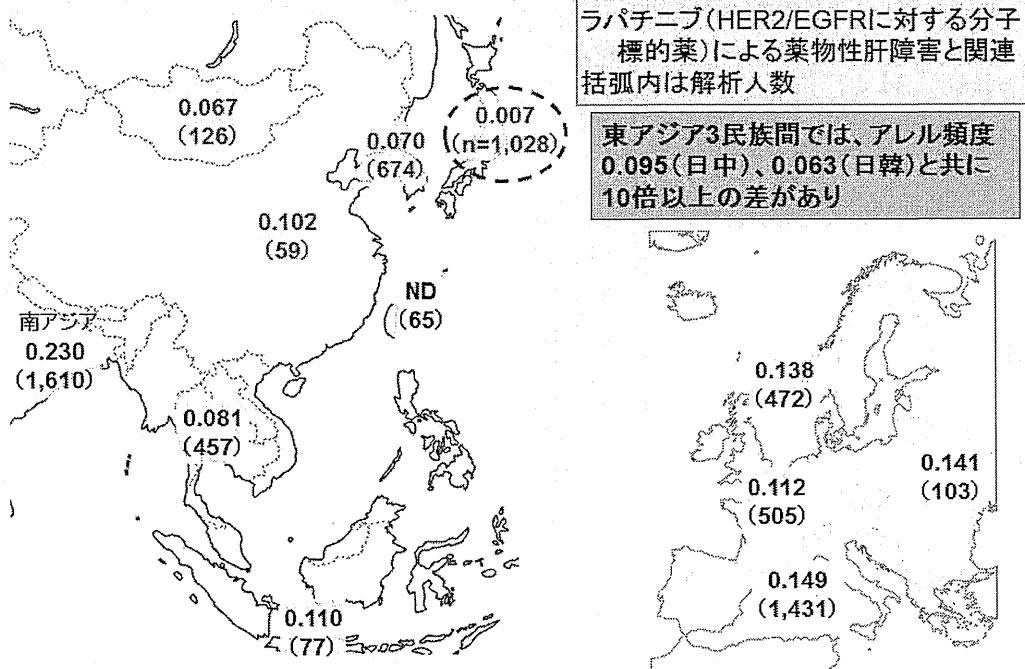 ラパチニブ(HER2/EGFRに対する分子
標的薬)による薬物性肝障害と関連
括弧内は解析人数
東アジア3民族間では、アレル頻度
0.095(日中)、0.063(日韓)と共に
10倍以上の差があり
0.067
(126)
0.070
(674)
0.007
(n=1,028)
0.102
(59)
ND
(65)
南アジア
0.230
(1,610)
0.081
(457)
0.110
(77)
0.138
(472)
0.141
(103)
0.112
(505)
0.149
(1,431)